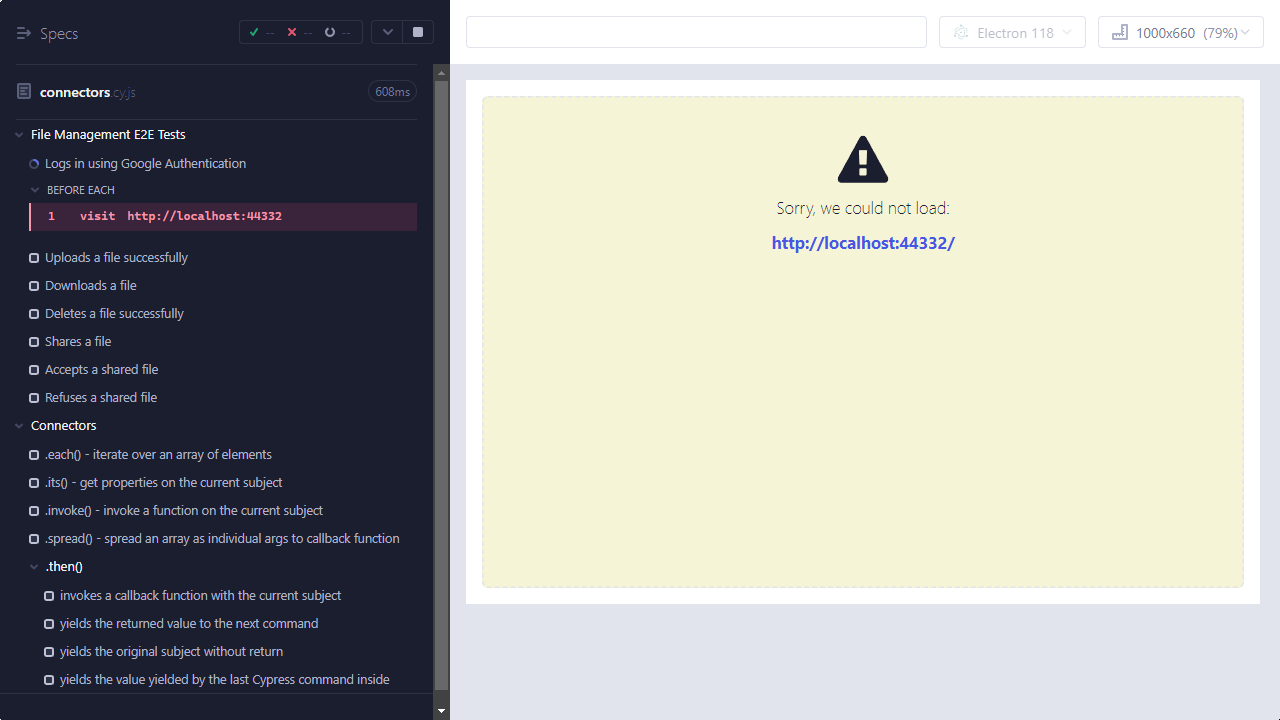 Specs
--
--
--
connectors.cy.js
608ms
File Management E2E Tests
Logs in using Google Authentication
BEFORE EACH
1 visit http://localhost:44332
Uploads a file successfully
Downloads a file
Deletes a file successfully
Shares a file
Accepts a shared file
Refuses a shared file
Connectors
.each() - iterate over an array of elements
.its() - get properties on the current subject
.invoke() - invoke a function on the current subject
.spread() - spread an array as individual args to callback function
.then()
invokes a callback function with the current subject
yields the returned value to the next command
yields the original subject without return
yields the value yielded by the last Cypress command inside
Electron 118
1000x660 (79%)
Sorry, we could not load:
http://localhost:44332/